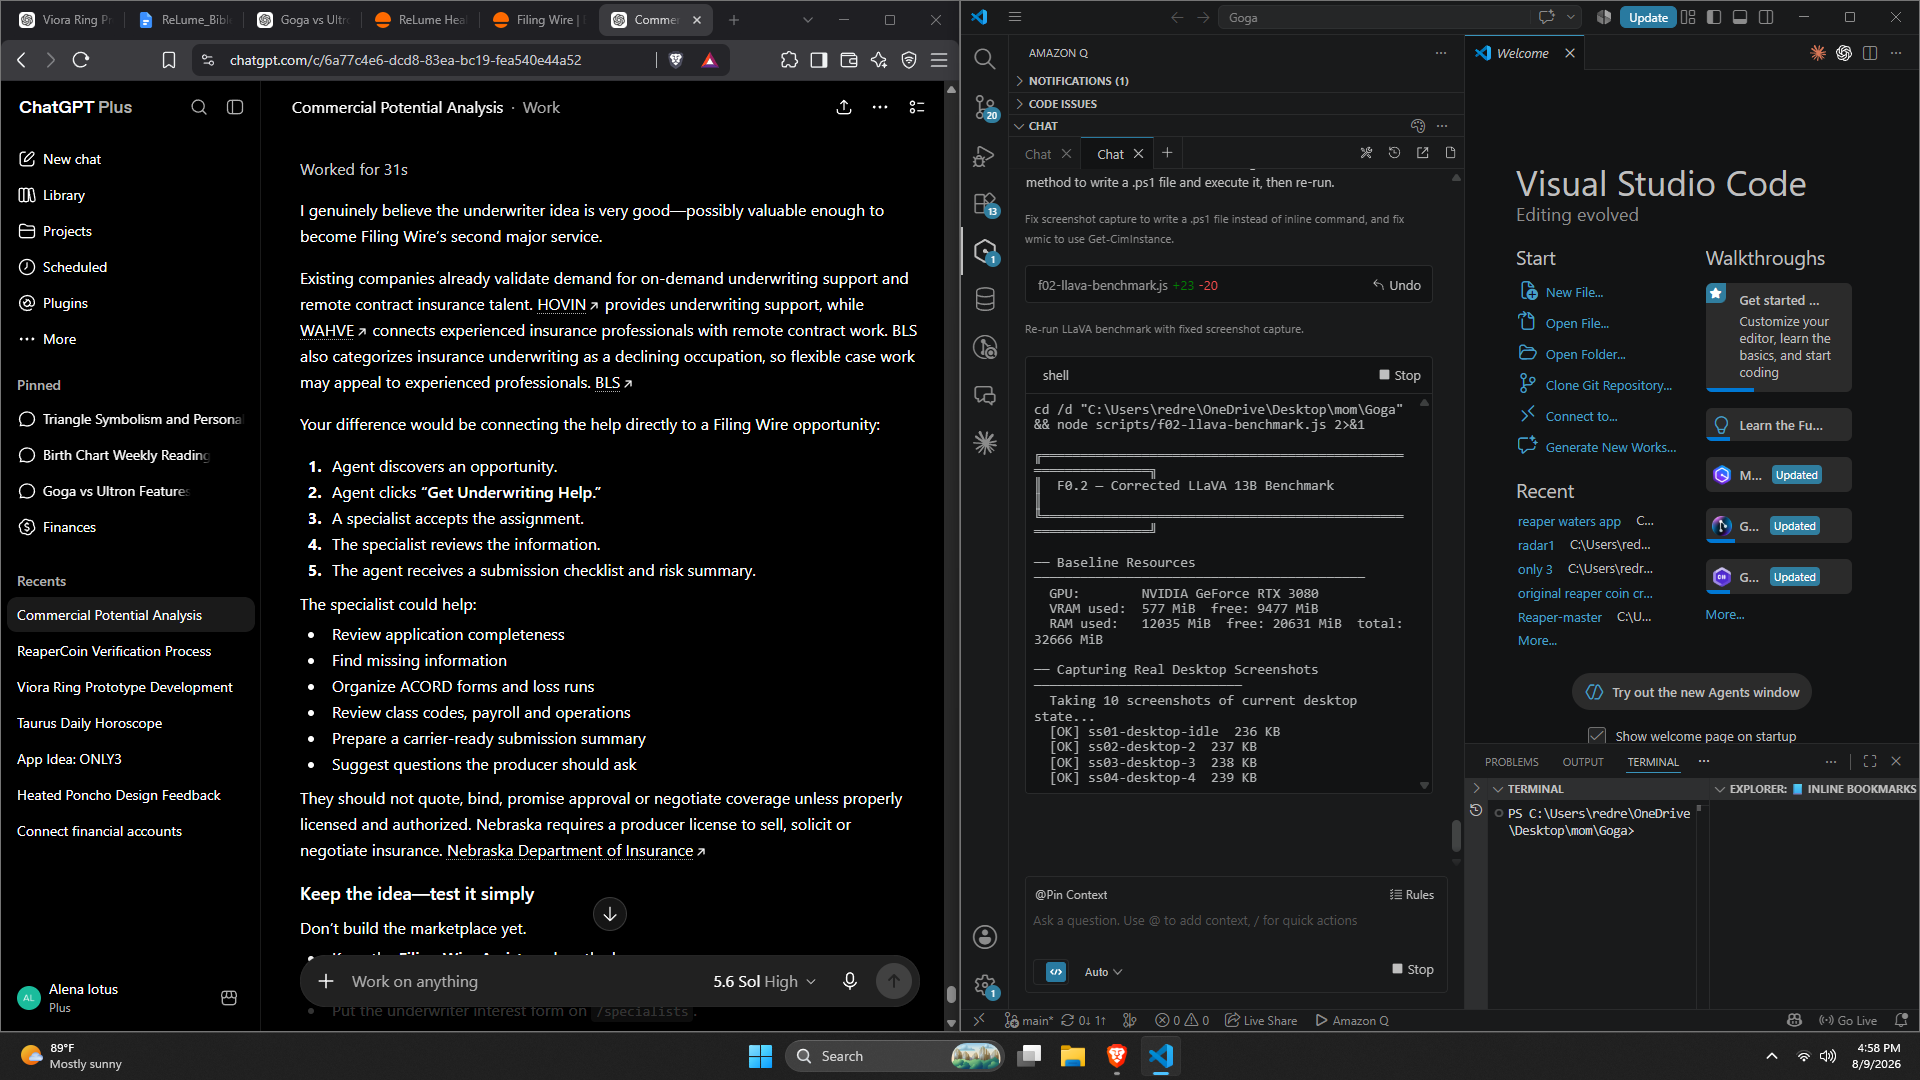 Viora Ring Pr
ReLume_Bible
Goga vs Ultr
ReLume Hea
Filing Wire |
Commer
chatgpt.com/c/6a77c4e6-dcd8-83ea-bc19-fea540e44a52
ChatGPT Plus
New chat
Library
Projects
Scheduled
Plugins
More
Pinned
Triangle Symbolism and Persona
Birth Chart Weekly Reading
Goga vs Ultron Features
Finances
Recents
Commercial Potential Analysis
ReaperCoin Verification Process
Viora Ring Prototype Development
Taurus Daily Horoscope
App Idea: ONLY3
Heated Poncho Design Feedback
Connect financial accounts
AL
Alena lotus
Plus
Commercial Potential Analysis · Work
Worked for 31s
I genuinely believe the underwriter idea is very good—possibly valuable enough to
become Filing Wire's second major service.
Existing companies already validate demand for on-demand underwriting support and
remote contract insurance talent. HOVIN ↗ provides underwriting support, while
WAHVE ↗ connects experienced insurance professionals with remote contract work. BLS
also categorizes insurance underwriting as a declining occupation, so flexible case work
may appeal to experienced professionals. BLS ↗
Your difference would be connecting the help directly to a Filing Wire opportunity:
1. Agent discovers an opportunity.
2. Agent clicks “Get Underwriting Help.”
3. A specialist accepts the assignment.
4. The specialist reviews the information.
5. The agent receives a submission checklist and risk summary.
The specialist could help:
• Review application completeness
• Find missing information
• Organize ACORD forms and loss runs
• Review class codes, payroll and operations
• Prepare a carrier-ready submission summary
• Suggest questions the producer should ask
They should not quote, bind, promise approval or negotiate coverage unless properly
licensed and authorized. Nebraska requires a producer license to sell, solicit or
negotiate insurance. Nebraska Department of Insurance ↗
Keep the idea—test it simply
Don't build the marketplace yet.
Work on anything
5.6 Sol High
• Put the underwriter interest form on /specialists.
Goga
Update
20
13
1
1
AMAZON Q
NOTIFICATIONS (1)
CODE ISSUES
CHAT
Chat
Chat
method to write a .ps1 file and execute it, then re-run.
Fix screenshot capture to write a .ps1 file instead of inline command, and fix
wmic to use Get-CimInstance.
f02-llava-benchmark.js +23 -20
Undo
Re-run LLaVA benchmark with fixed screenshot capture.
shell
Stop
cd /d "C:\Users\redre\OneDrive\Desktop\mom\Goga"
&& node scripts/f02-llava-benchmark.js 2>&1
F0.2 — Corrected LLaVA 13B Benchmark
── Baseline Resources
GPU: NVIDIA GeForce RTX 3080
VRAM used: 577 MiB free: 9477 MiB
RAM used: 12035 MiB free: 20631 MiB total:
32666 MiB
── Capturing Real Desktop Screenshots
Taking 10 screenshots of current desktop
state...
[OK] ss01-desktop-idle 236 KB
[OK] ss02-desktop-2 237 KB
[OK] ss03-desktop-3 238 KB
[OK] ss04-desktop-4 239 KB
@Pin Context
Rules
Ask a question. Use @ to add context, / for quick actions
Auto
Stop
Welcome
Visual Studio Code
Editing evolved
Start
New File...
Open File...
Open Folder...
Clone Git Repository...
Connect to...
Generate New Works...
Recent
reaper waters app C...
radar1 C:\Users\red...
only 3 C:\Users\redr...
original reaper coin cr...
Reaper-master C:\U...
More...
Walkthroughs
Get started ...
Customize your
editor, learn the
basics, and start
coding
Learn the Fu...
M... Updated
G... Updated
G... Updated
More...
Try out the new Agents window
Show welcome page on startup
PROBLEMS
OUTPUT
TERMINAL
TERMINAL
EXPLORER: INLINE BOOKMARKS
PS C:\Users\redre\OneDrive
\Desktop\mom\Goga>
main* 0↓ 1↑
0 0
Live Share
Amazon Q
Go Live
89°F
Mostly sunny
Search
4:58 PM
8/9/2026